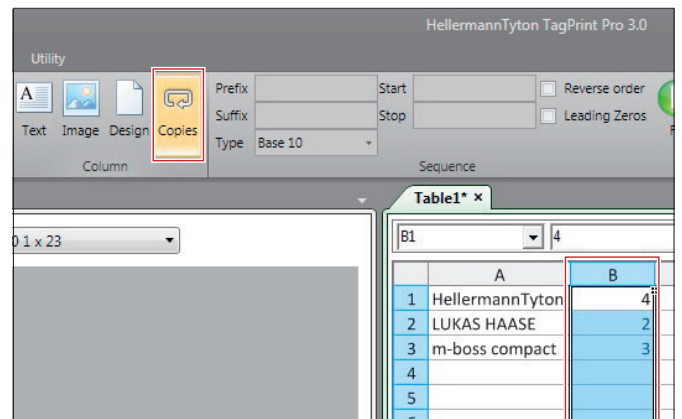 HellermannTyton TagPrint Pro 3.0
Utility
Prefix Start Reverse order
Suffix Stop Leading Zeros
Text Image Design Copies
Type Base 10
Column Sequence
Table1* ×
0 1 x 23
B1 4
A B
1 HellermannTyton 4
2 LUKAS HAASE 2
3 m-boss compact 3
4
5